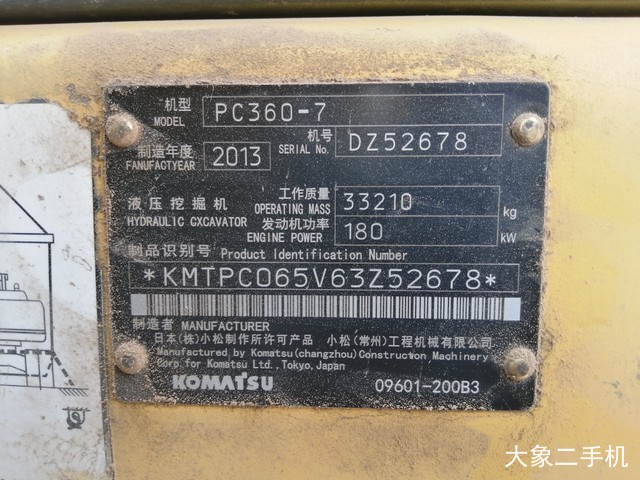 机型 MODEL PC360-7
机号 SERIAL No. DZ52678
制造年度 FANUFACTYEAR 2013
液压挖掘机 HYDRAULIC CXCAVATOR
工作质量 OPERATING MASS 33210 kg
发动机功率 ENGINE POWER 180 kW
制品识别号 Product Identification Number
*KMTPC065V63Z52678*
制造者 MANUFACTURER
日本(株)小松制作所许可产品 小松(常州)工程机械有限公司
Manufactured by Komatsu(changzhou)Construction Machinery
Corp.for Komatsu Ltd.,Tokyo,Japan
KOMATSU 09601-200B3
大象二手机